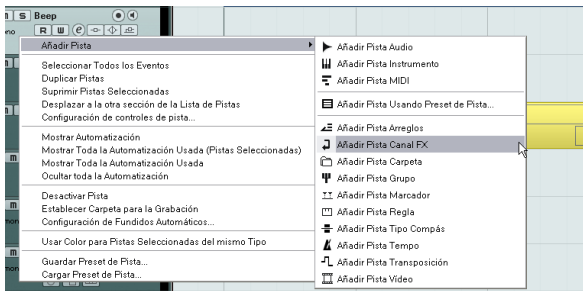 S Beep
R W e
Añadir Pista
Seleccionar Todos los Eventos
Duplicar Pistas
Suprimir Pistas Seleccionadas
Desplazar a la otra sección de la Lista de Pistas
Configuración de controles de pista...
Mostrar Automatización
Mostrar Toda la Automatización Usada (Pistas Seleccionadas)
Mostrar Toda la Automatización Usada
Ocultar toda la Automatización
Desactivar Pista
Establecer Carpeta para la Grabación
Configuración de Fundidos Automáticos...
Usar Color para Pistas Seleccionadas del mismo Tipo
Guardar Preset de Pista...
Cargar Preset de Pista...
Añadir Pista Audio
Añadir Pista Instrumento
Añadir Pista MIDI
Añadir Pista Usando Preset de Pista...
Añadir Pista Arreglos
Añadir Pista Canal FX
Añadir Pista Carpeta
Añadir Pista Grupo
Añadir Pista Marcador
Añadir Pista Regla
Añadir Pista Tipo Compás
Añadir Pista Tempo
Añadir Pista Transposición
Añadir Pista Vídeo